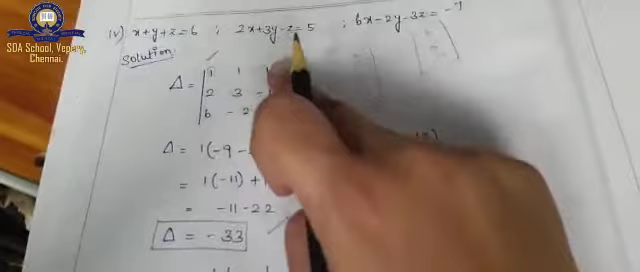 SDA School, Vepery,
Chennai.
iv) x+y+z=6 ; 2x+3y-z=5 ; 6x-2y-3z=-7
Solution
Δ = | 1 1
2 3 -
6 -2
Δ = 1(-9 -
= 1(-11) +
= -11-22
Δ = -33